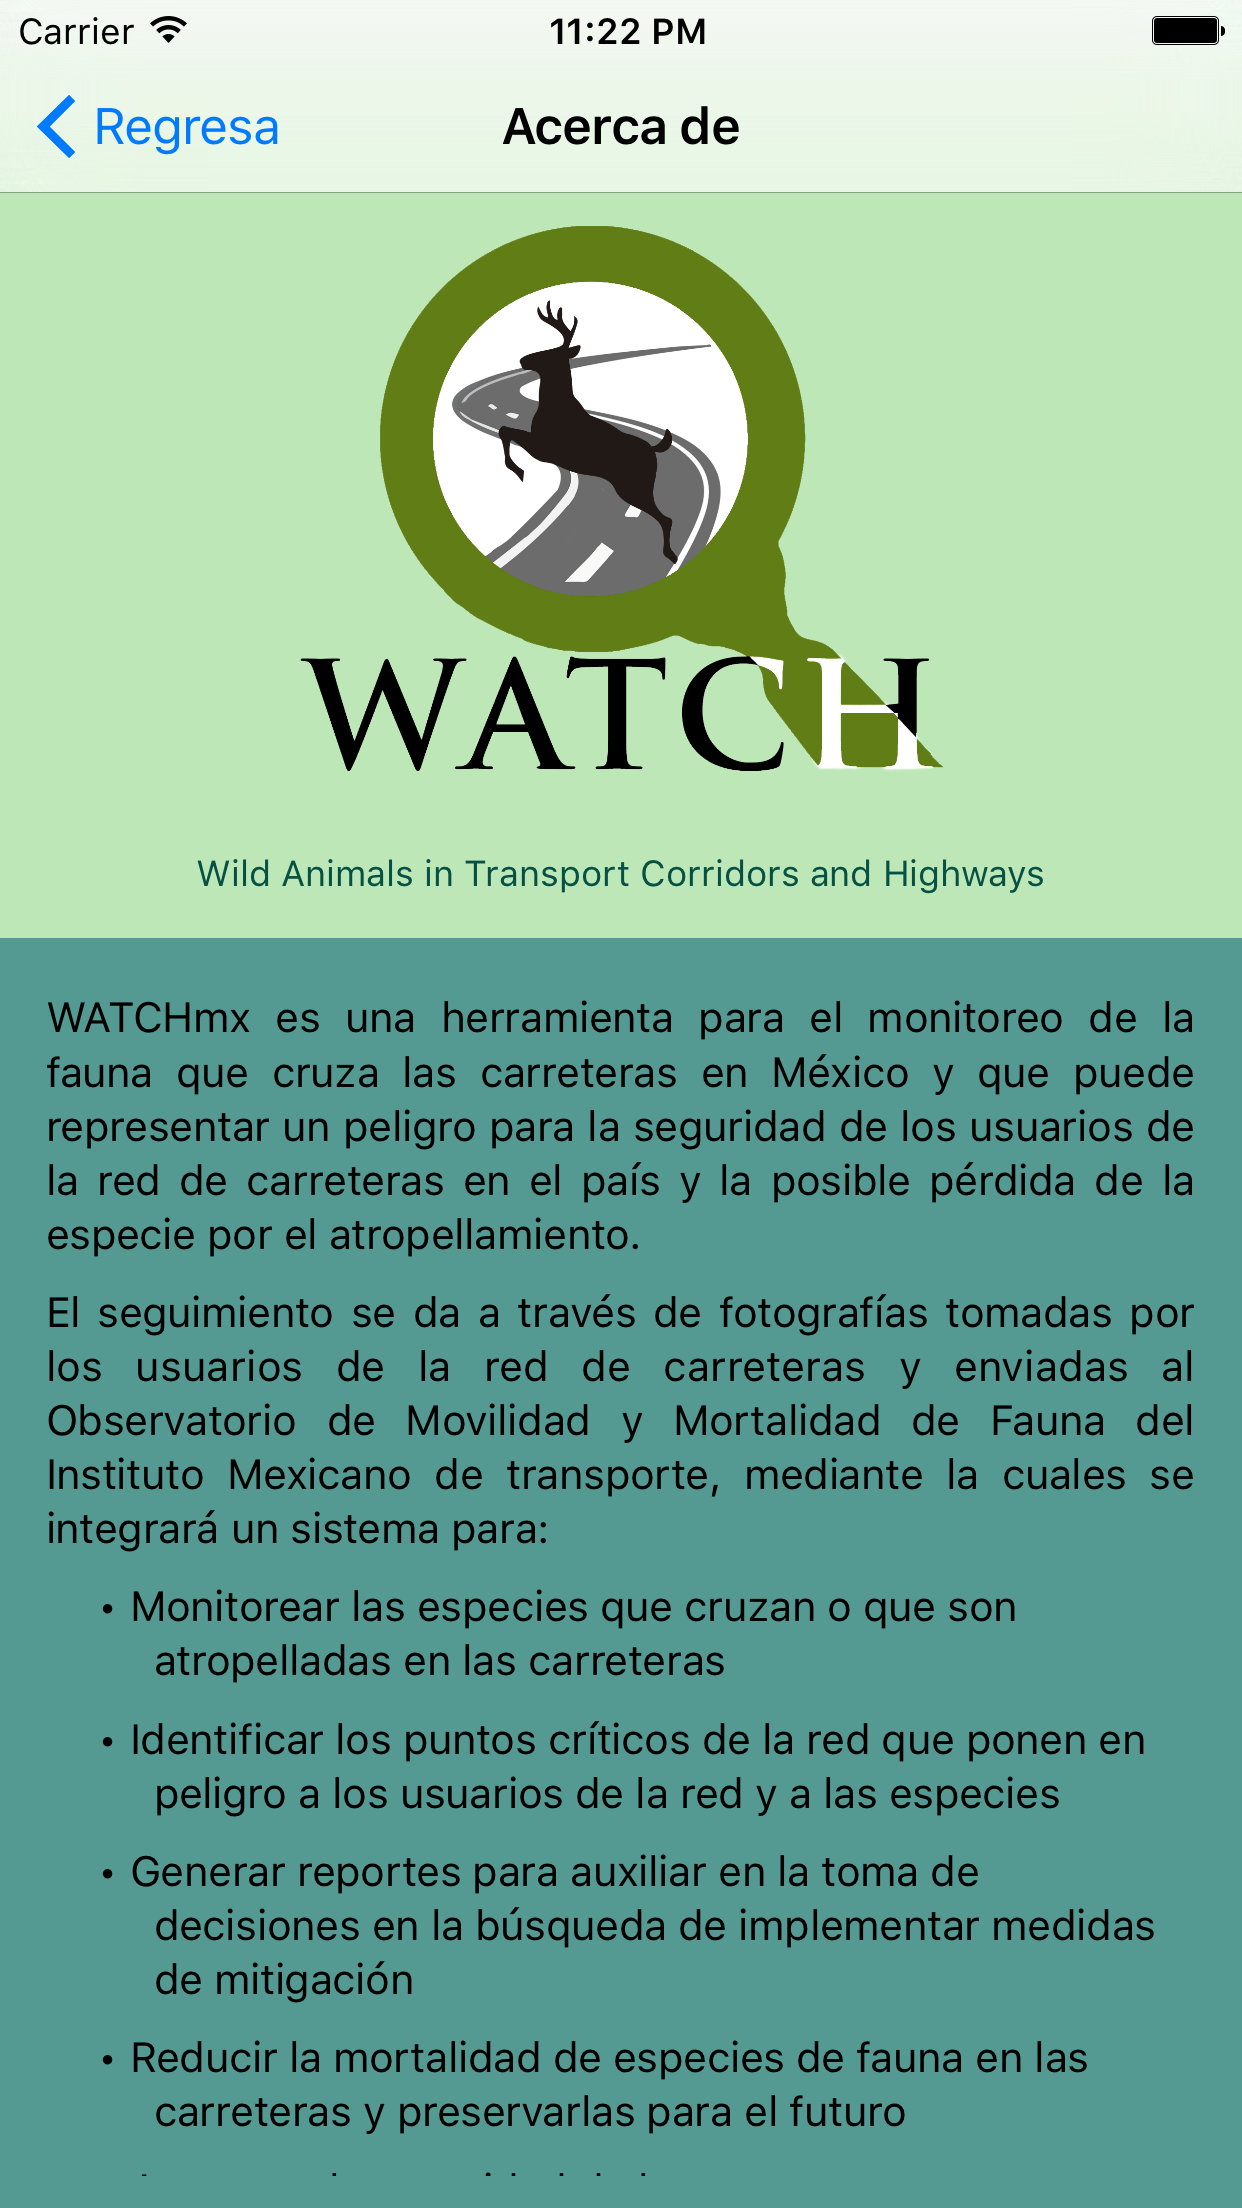 Carrier 11:22 PM
Regresa Acerca de
WATCH
Wild Animals in Transport Corridors and Highways
WATCHmx es una herramienta para el monitoreo de la
fauna que cruza las carreteras en México y que puede
representar un peligro para la seguridad de los usuarios de
la red de carreteras en el país y la posible pérdida de la
especie por el atropellamiento.
El seguimiento se da a través de fotografías tomadas por
los usuarios de la red de carreteras y enviadas al
Observatorio de Movilidad y Mortalidad de Fauna del
Instituto Mexicano de transporte, mediante la cuales se
integrará un sistema para:
• Monitorear las especies que cruzan o que son
atropelladas en las carreteras
• Identificar los puntos críticos de la red que ponen en
peligro a los usuarios de la red y a las especies
• Generar reportes para auxiliar en la toma de
decisiones en la búsqueda de implementar medidas
de mitigación
• Reducir la mortalidad de especies de fauna en las
carreteras y preservarlas para el futuro